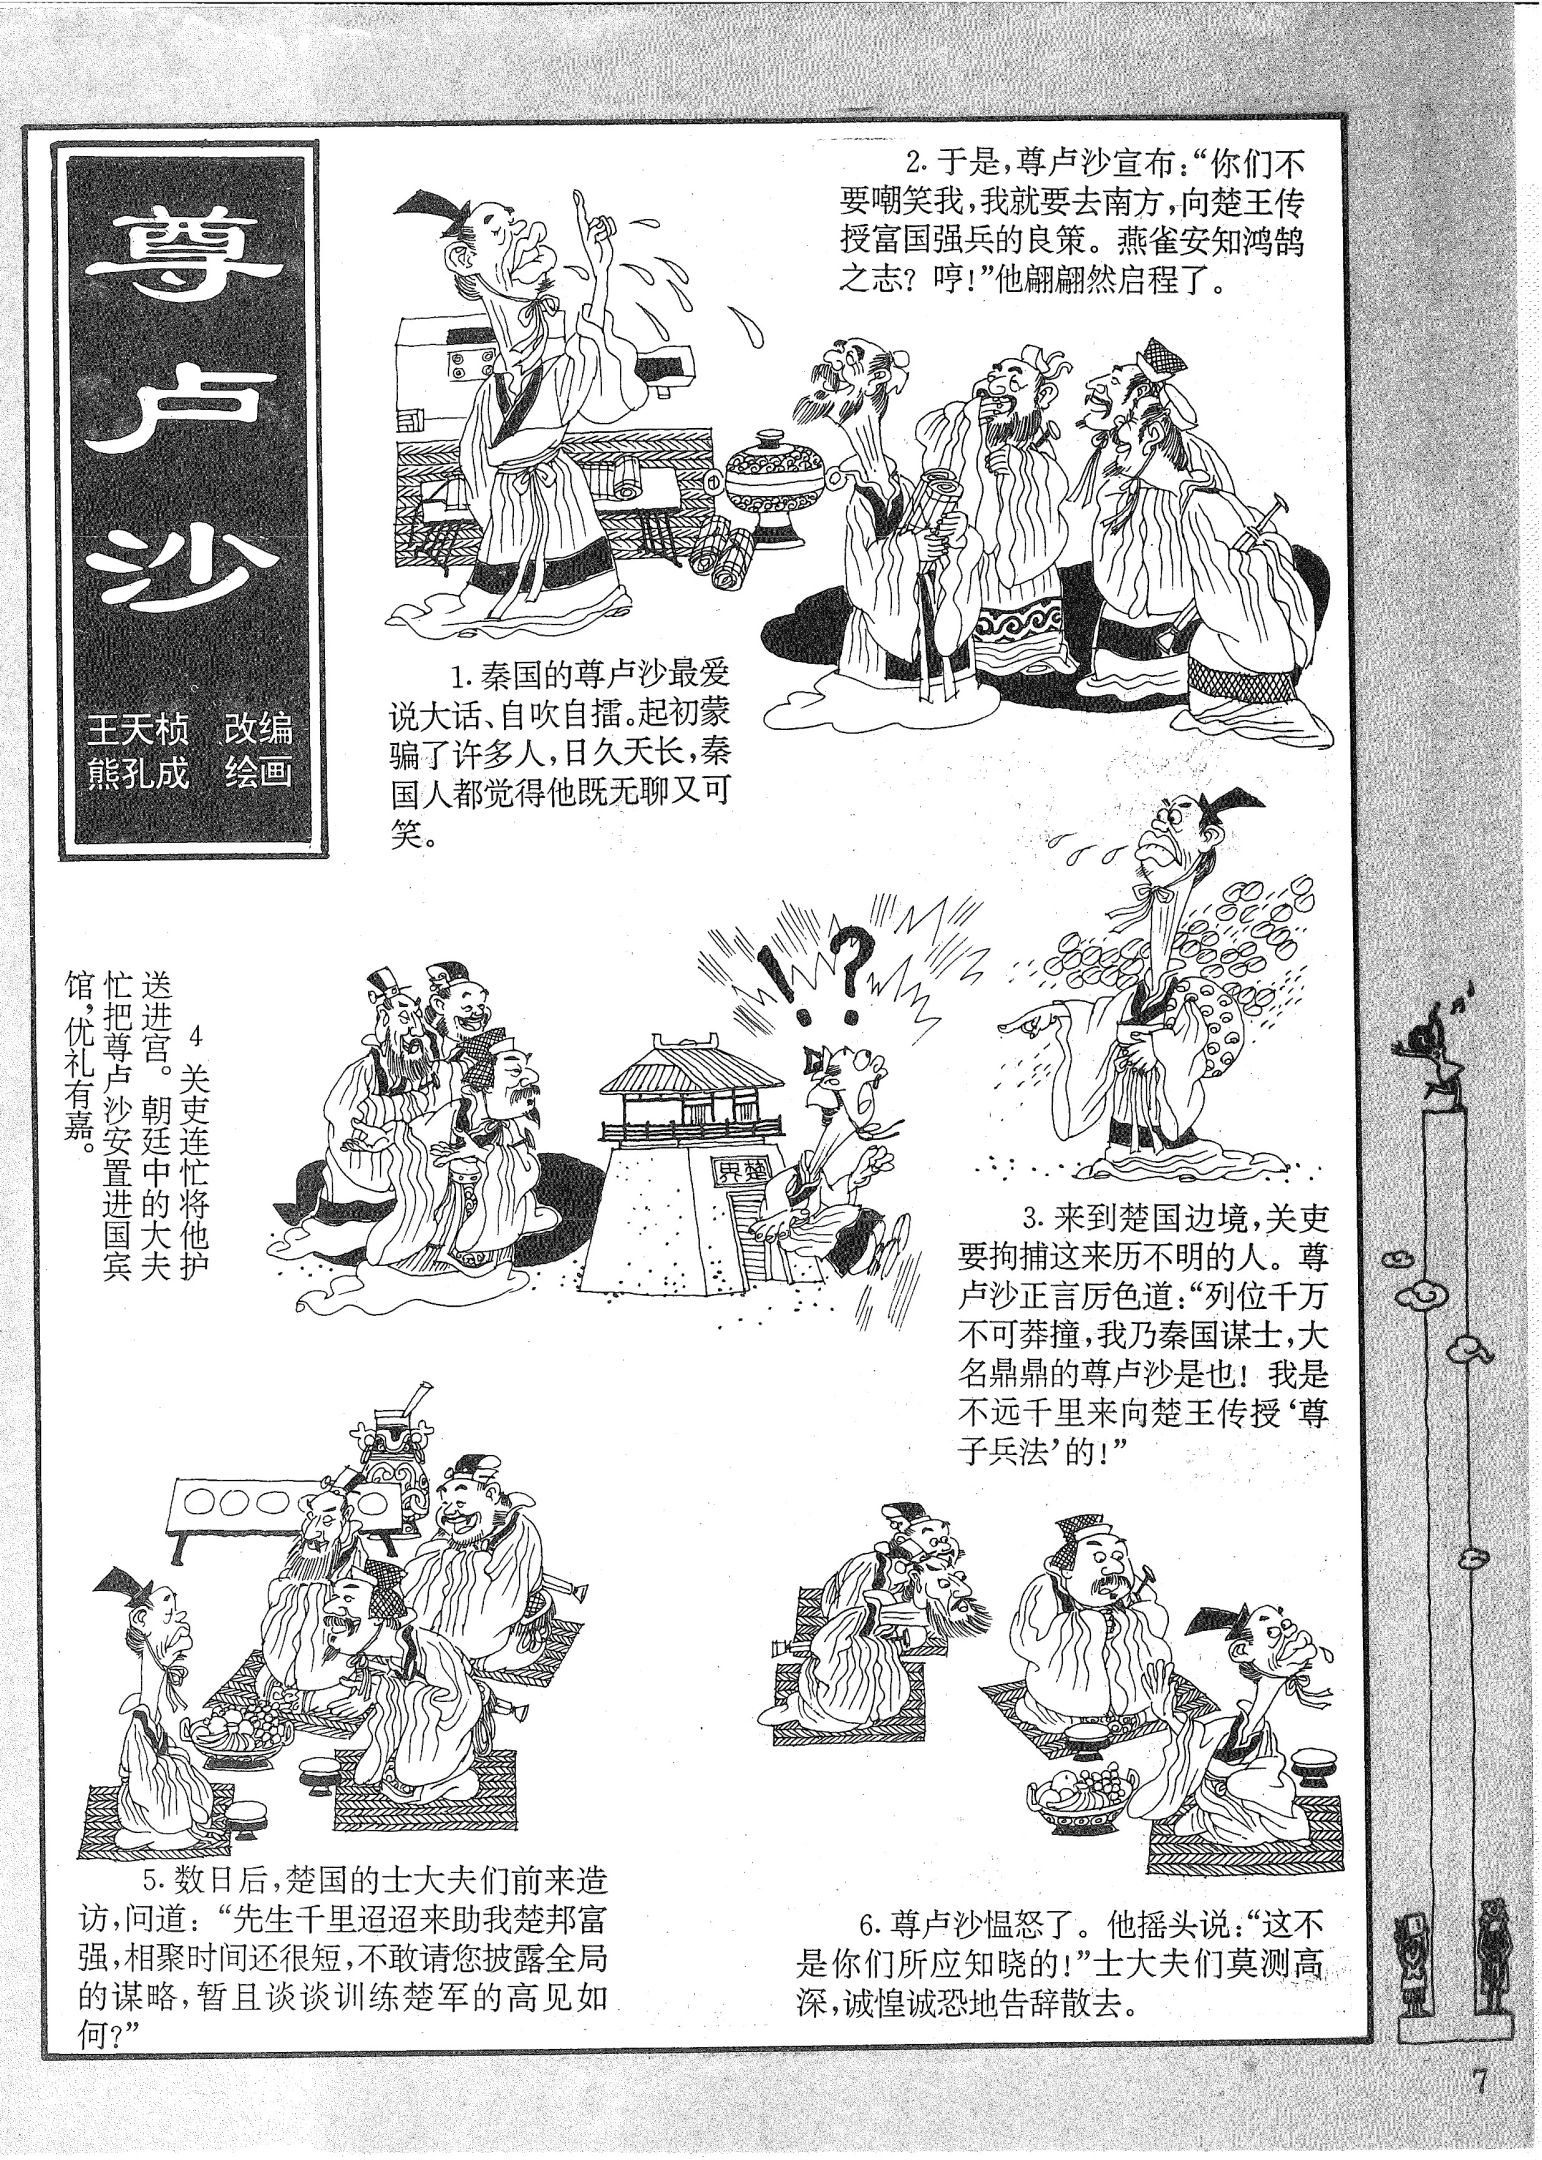 尊卢沙
王天桢　改编
熊孔成　绘画
1. 秦国的尊卢沙最爱
说大话、自吹自擂。起初蒙
骗了许多人，日久天长，秦
国人都觉得他既无聊又可
笑。
2. 于是，尊卢沙宣布：“你们不
要嘲笑我，我就要去南方，向楚王传
授富国强兵的良策。燕雀安知鸿鹄
之志？哼！”他翩翩然启程了。
3. 来到楚国边境，关吏
要拘捕这来历不明的人。尊
卢沙正言厉色道：“列位千万
不可莽撞，我乃秦国谋士，大
名鼎鼎的尊卢沙是也！我是
不远千里来向楚王传授‘尊
子兵法’的！”
!?
楚界
4 关吏连忙将他护
送进宫。朝廷中的大夫
忙把尊卢沙安置进国宾
馆，优礼有嘉。
5. 数日后，楚国的士大夫们前来造
访，问道：“先生千里迢迢来助我楚邦富
强，相聚时间还很短，不敢请您披露全局
的谋略，暂且谈谈训练楚军的高见如
何？”
6. 尊卢沙愠怒了。他摇头说：“这不
是你们所应知晓的！”士大夫们莫测高
深，诚惶诚恐地告辞散去。
7